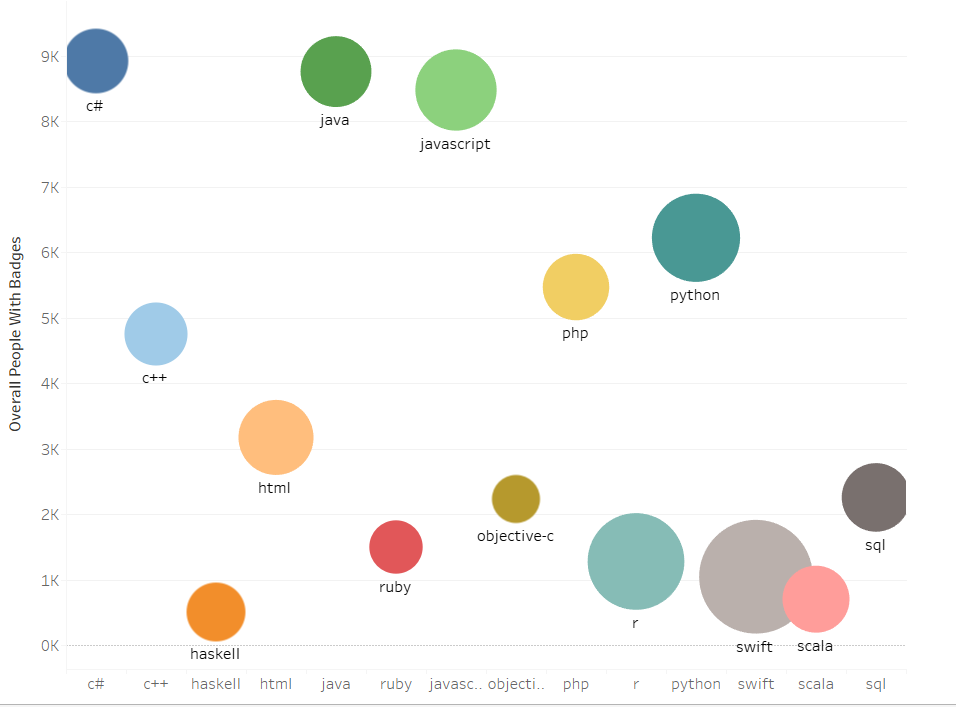 9K
c#
java
8K
javascript
7K
6K
python
5K
php
c++
4K
3K
html
2K
objective-c
sql
1K
ruby
r
0K
haskell
swift
scala
Overall People With Badges
c# c++ haskell html java ruby javasc.. objecti.. php r python swift scala sql